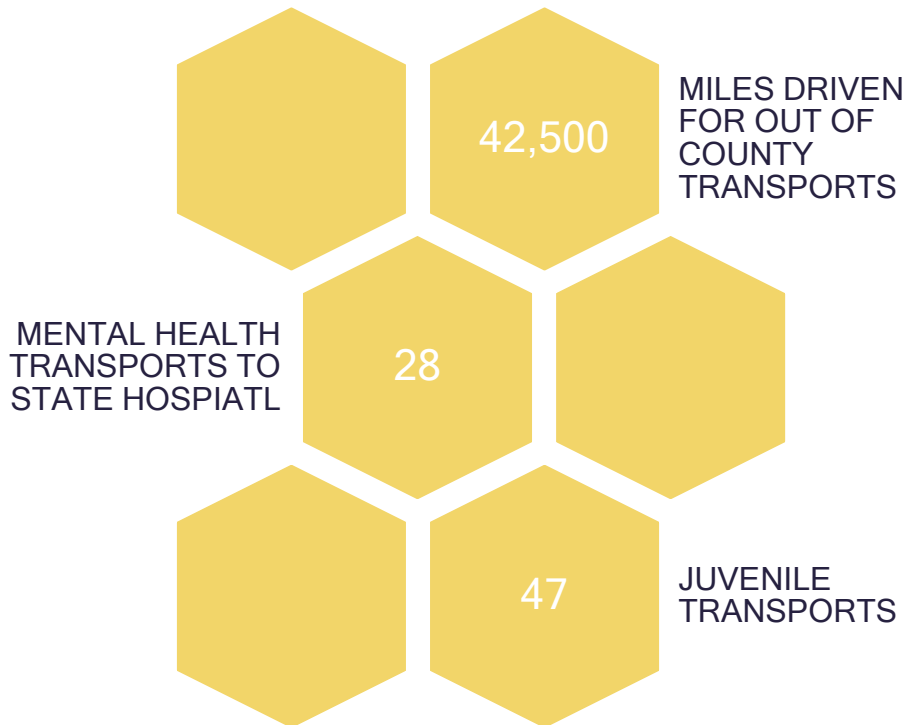 42,500
MILES DRIVEN
FOR OUT OF
COUNTY
TRANSPORTS
MENTAL HEALTH
TRANSPORTS TO
STATE HOSPIATL
28
47
JUVENILE
TRANSPORTS